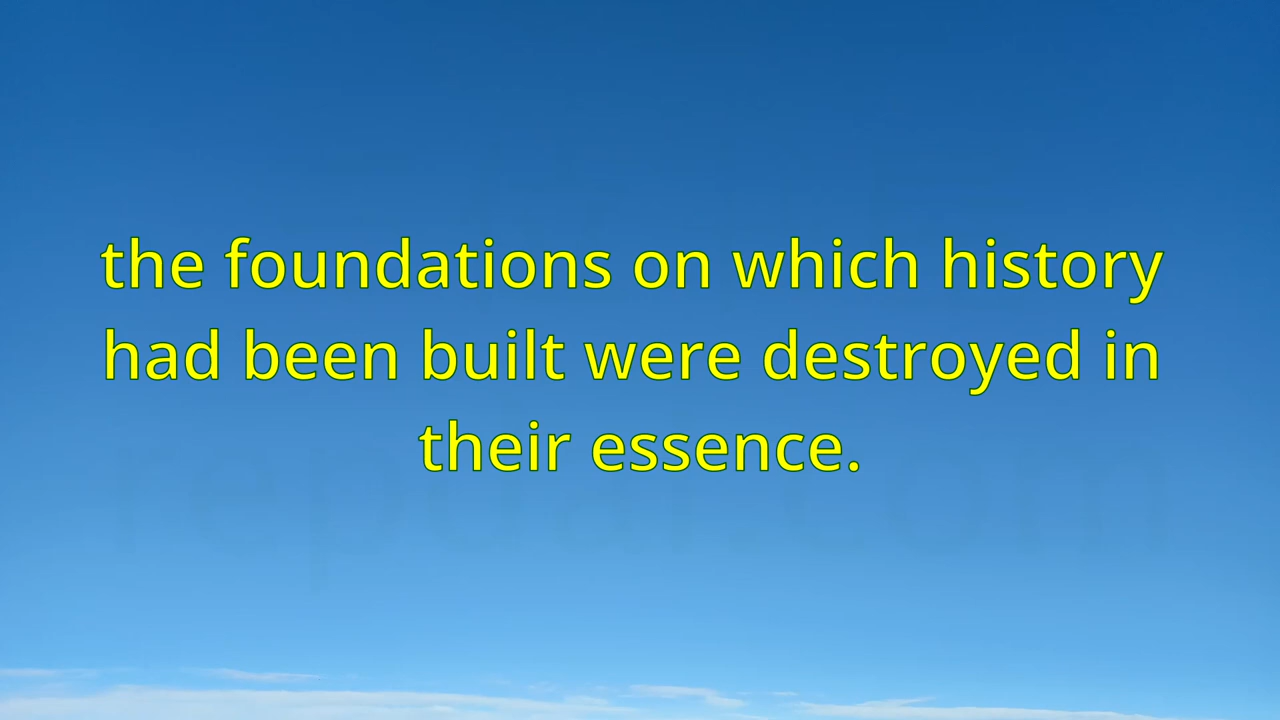 the foundations on which history
had been built were destroyed in
their essence.